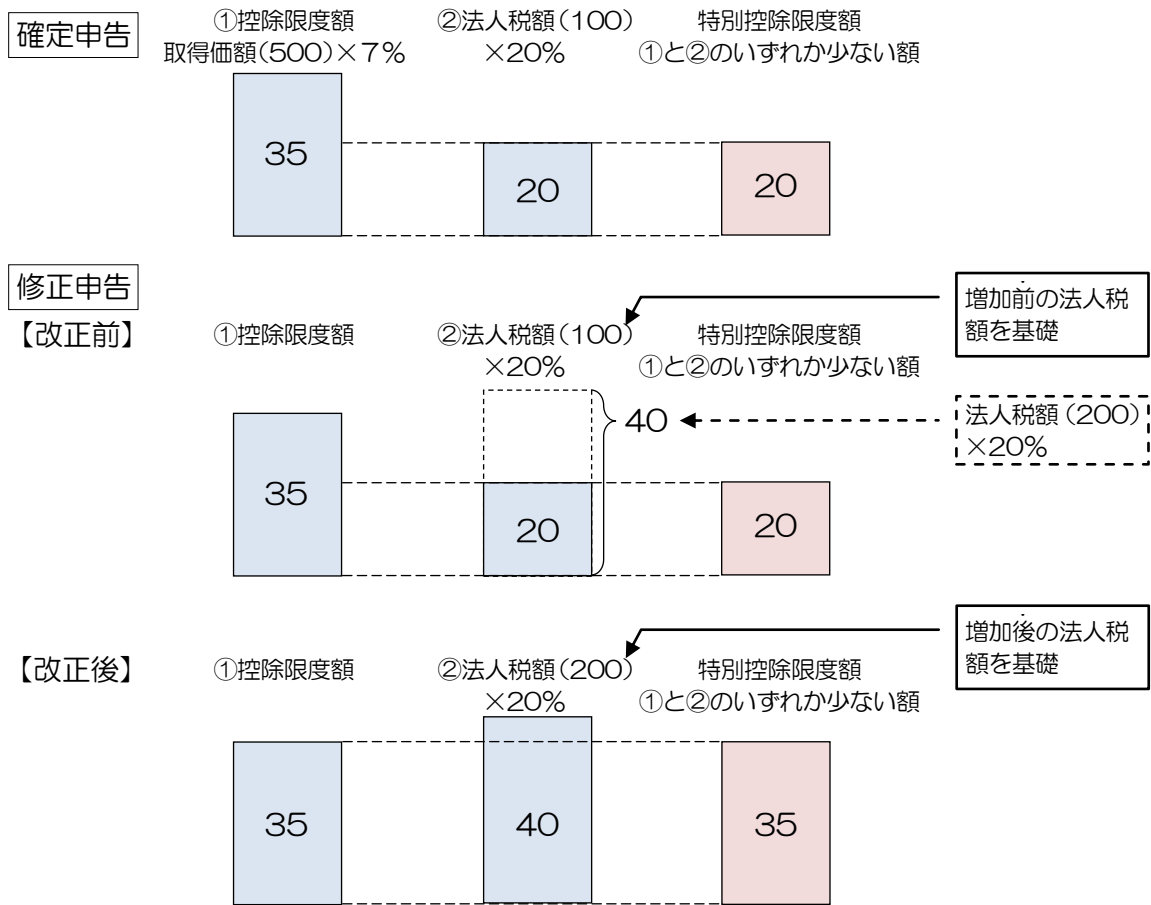 確定申告
①控除限度額
取得価額(500)×7%
②法人税額(100)
×20%
特別控除限度額
①と②のいずれか少ない額
35
20
20
修正申告
【改正前】
①控除限度額
②法人税額(100)
×20%
特別控除限度額
①と②のいずれか少ない額
増加前の法人税
額を基礎
40
法人税額(200)
×20%
35
20
20
【改正後】
①控除限度額
②法人税額(200)
×20%
特別控除限度額
①と②のいずれか少ない額
増加後の法人税
額を基礎
35
40
35